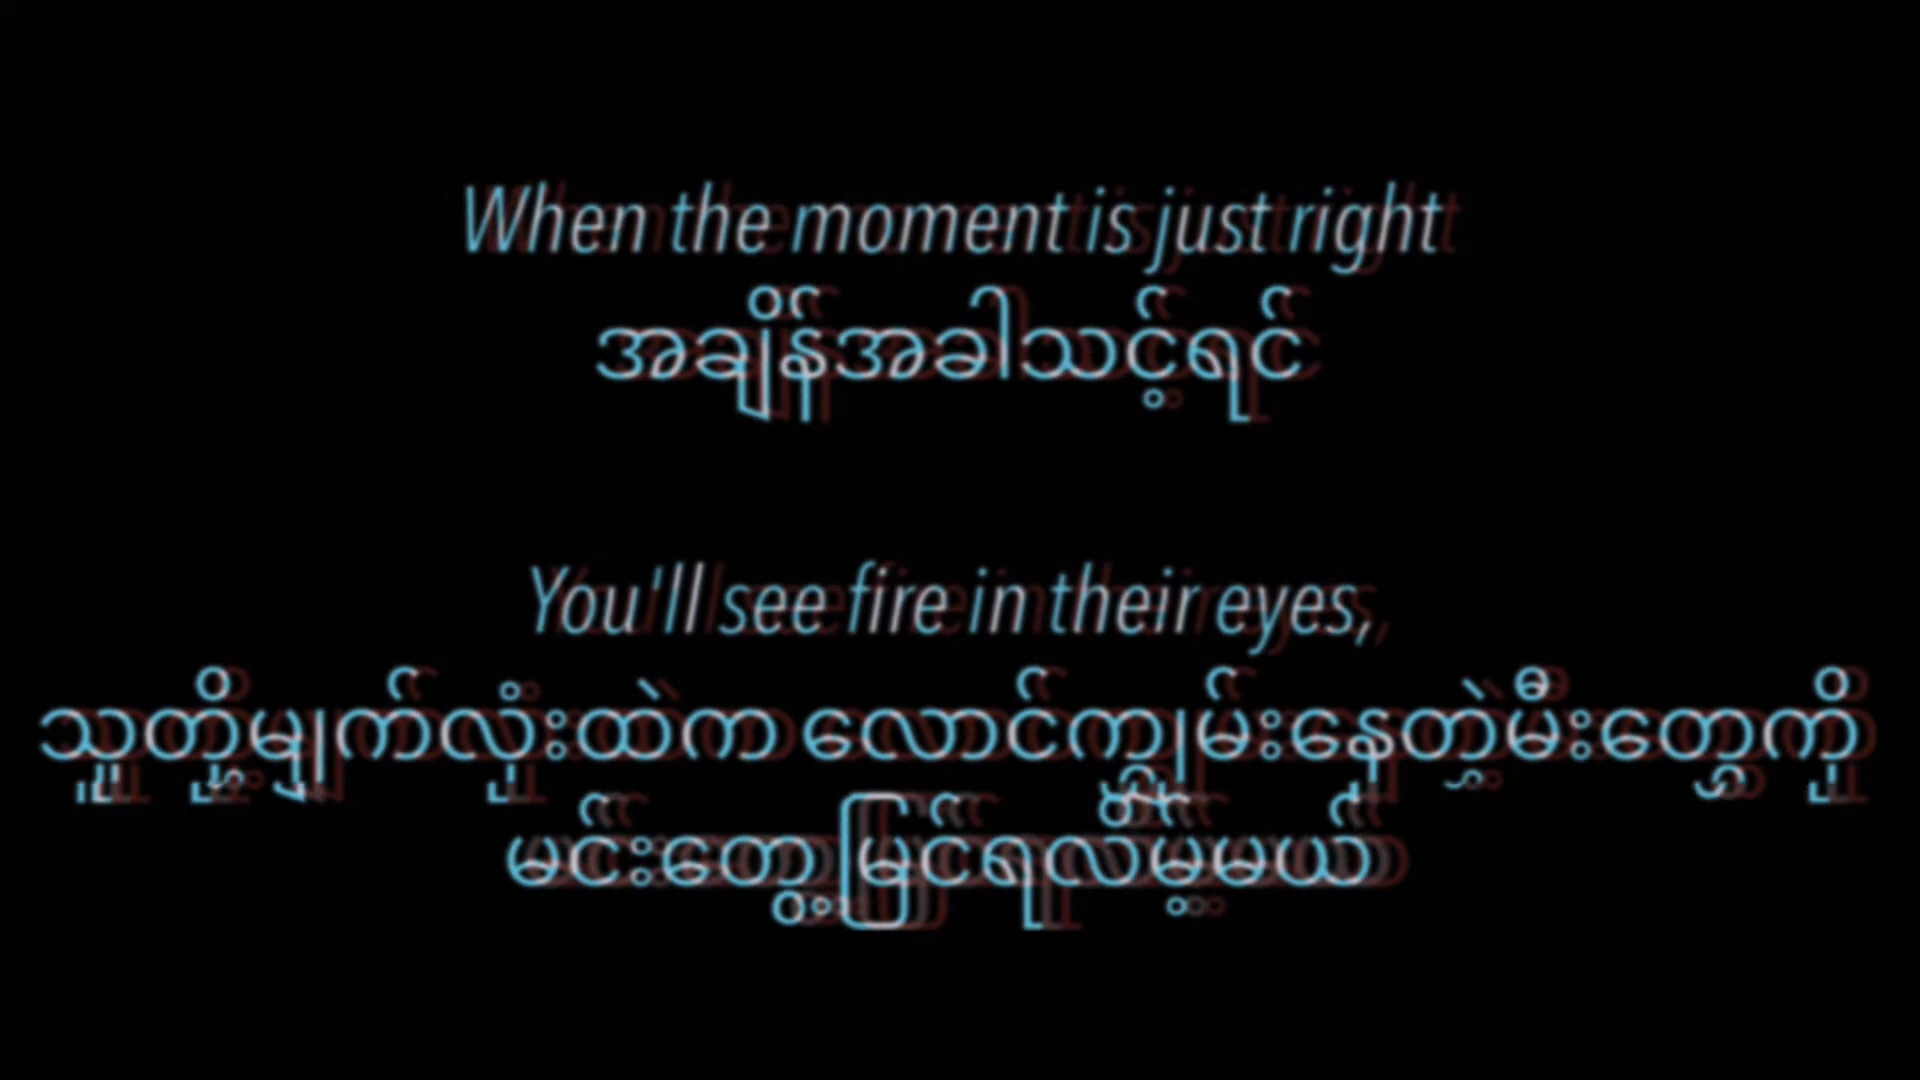 When the moment is just right
အချိန်အခါသင့်ရင်
You'll see fire in their eyes,
သူတို့မျက်လုံးထဲက လောင်ကျွမ်းနေတဲ့မီးတွေကို
မင်းတွေ့မြင်ရလိမ့်မယ်